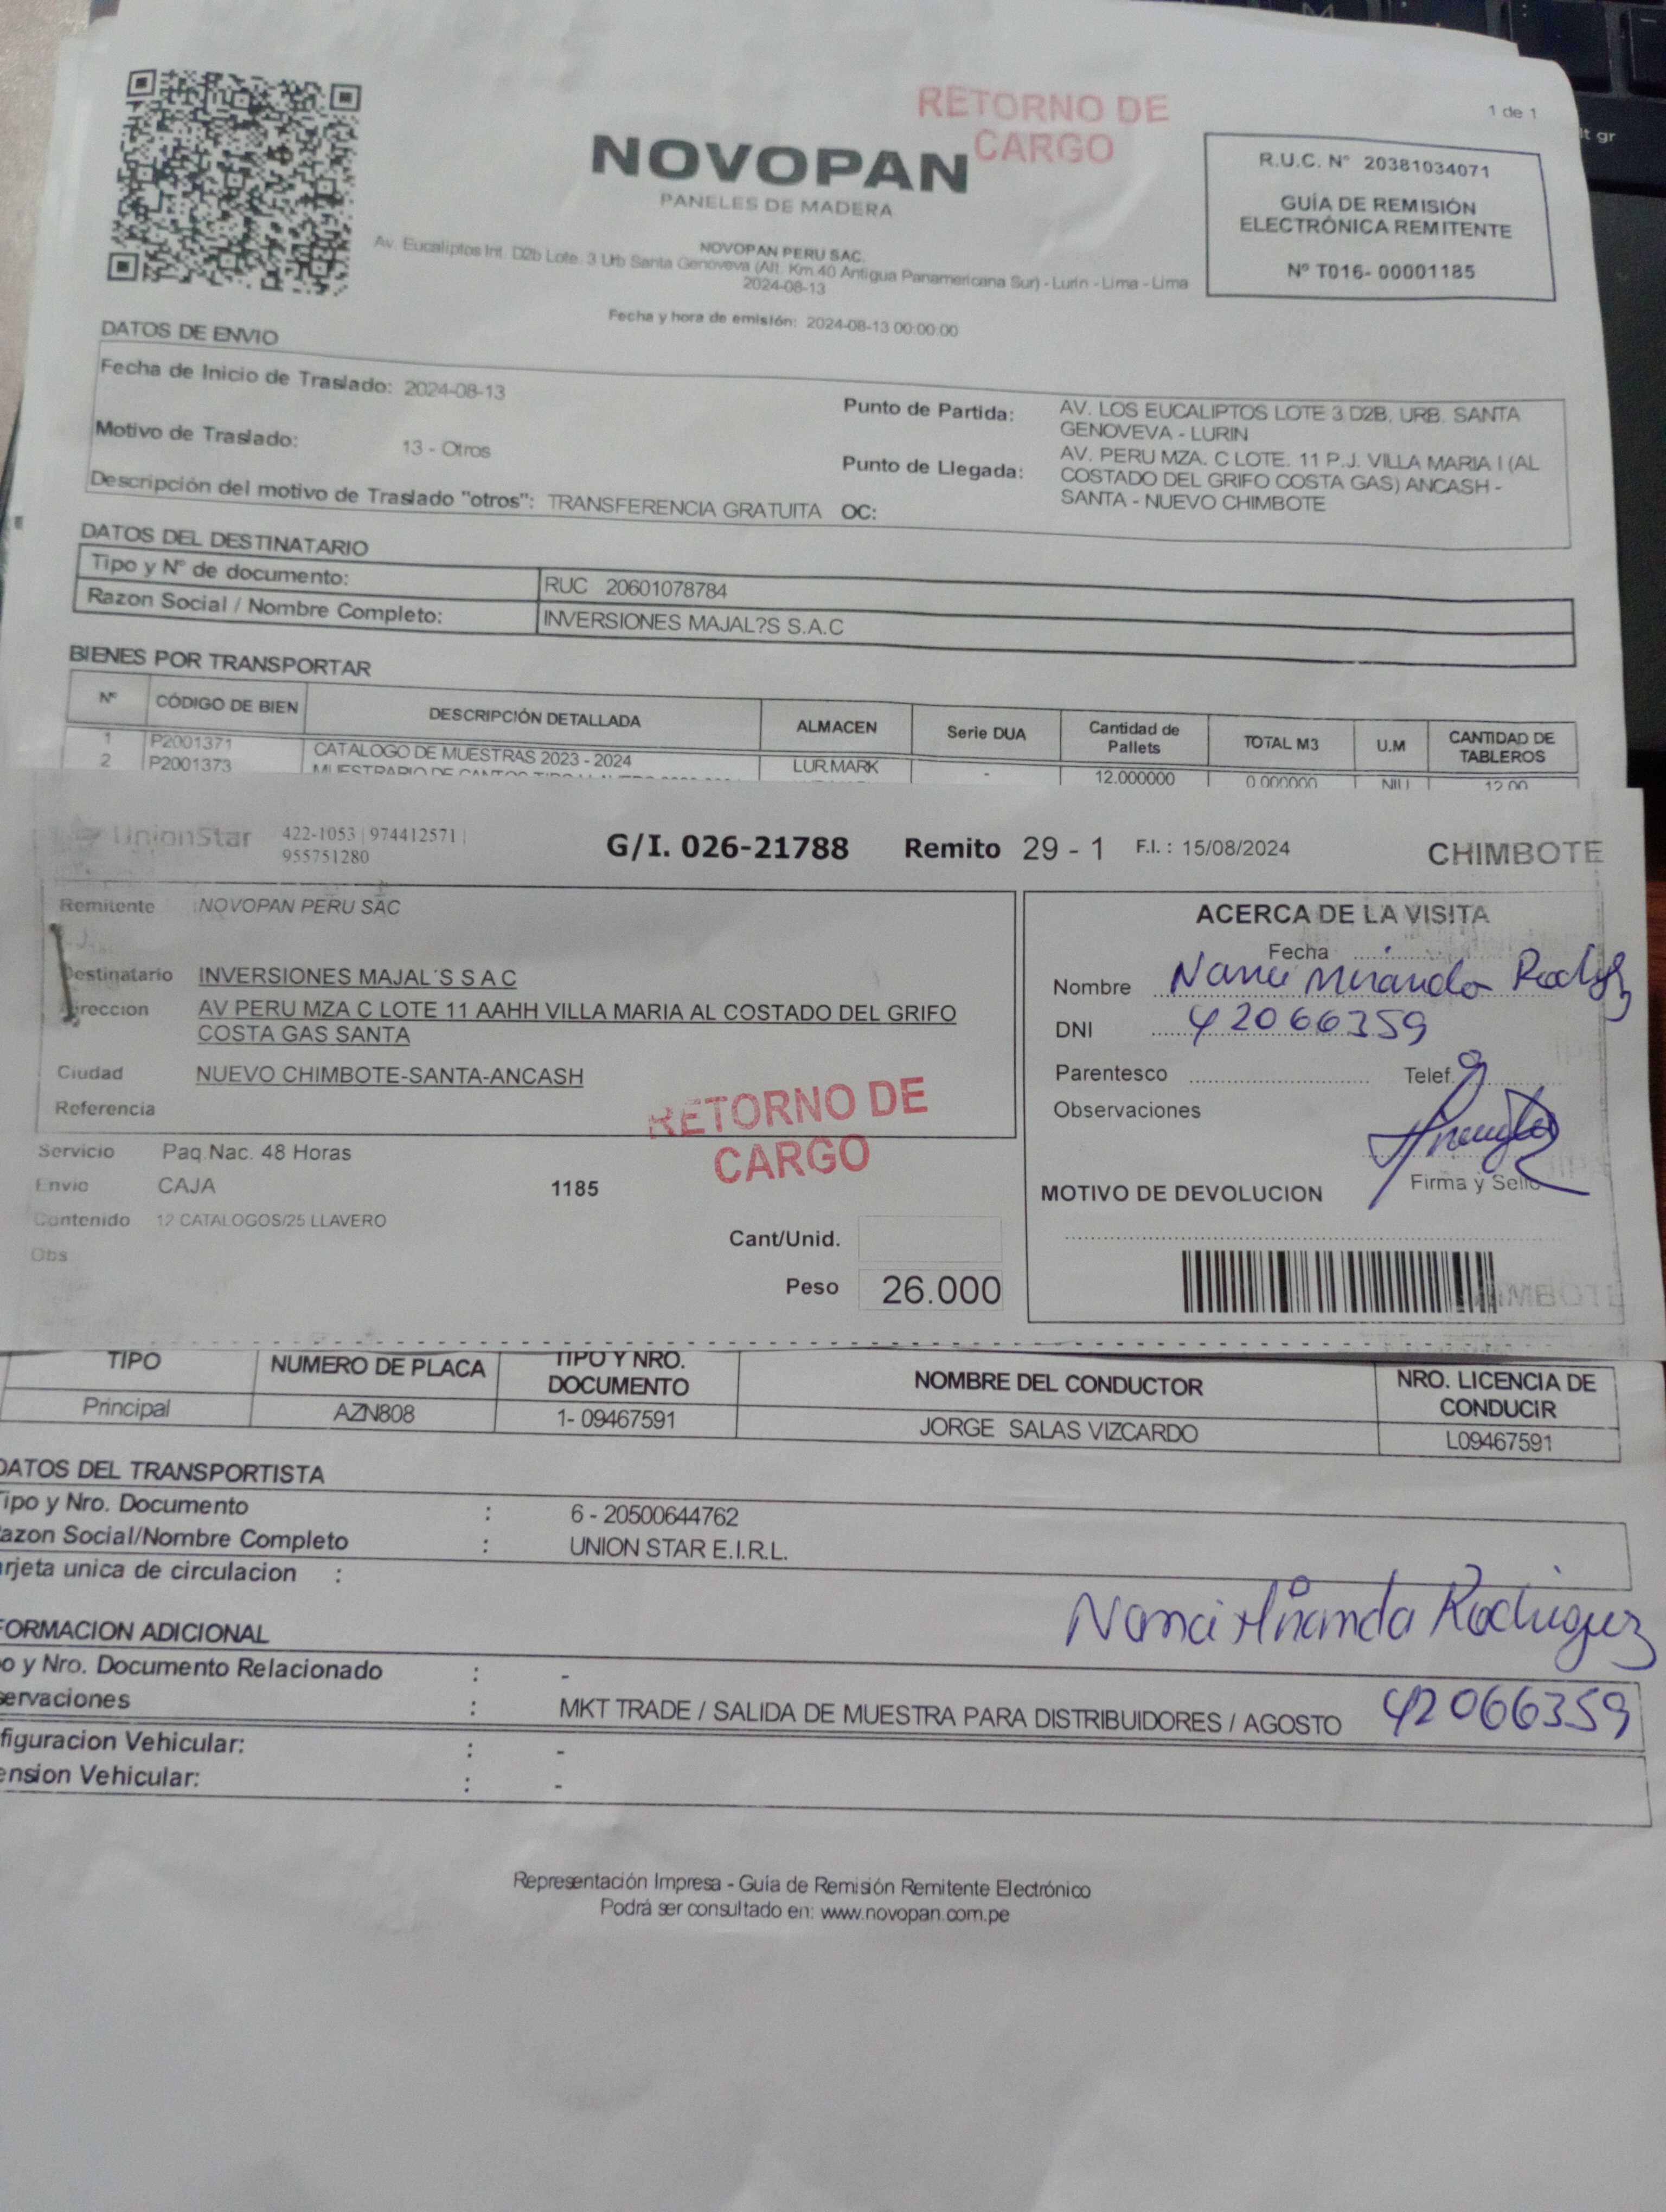 RETORNO DE
CARGO
1 de 1
NOVOPAN
PANELES DE MADERA
R.U.C. N° 20381034071
GUÍA DE REMISIÓN
ELECTRÓNICA REMITENTE
Nº T016- 00001185
NOVOPAN PERU SAC.
Av. Eucaliptos Int. D2b Lote. 3 Urb Santa Genoveva (Alt. Km.40 Antigua Panamericana Sur) - Lurín - Lima - Lima
2024-08-13
Fecha y hora de emisión: 2024-08-13 00:00:00
DATOS DE ENVIO
Fecha de Inicio de Traslado: 2024-08-13
Punto de Partida: AV. LOS EUCALIPTOS LOTE 3 D2B, URB. SANTA
GENOVEVA - LURIN
Motivo de Traslado: 13 - Otros
Punto de Llegada: AV. PERU MZA. C LOTE. 11 P.J. VILLA MARIA I (AL
COSTADO DEL GRIFO COSTA GAS) ANCASH -
SANTA - NUEVO CHIMBOTE
Descripción del motivo de Traslado "otros": TRANSFERENCIA GRATUITA OC:
DATOS DEL DESTINATARIO
Tipo y N° de documento: RUC 20601078784
Razon Social / Nombre Completo: INVERSIONES MAJAL?S S.A.C
BIENES POR TRANSPORTAR
N° CÓDIGO DE BIEN DESCRIPCIÓN DETALLADA ALMACEN Serie DUA Cantidad de Pallets TOTAL M3 U.M CANTIDAD DE TABLEROS
1 P2001371 CATALOGO DE MUESTRAS 2023 - 2024 LUR.MARK - 12.000000 0.000000 NIU 12.00
2 P2001373 MUESTRARIO DE CANTOS TIPO
UnionStar 422-1053 | 974412571 |
955751280
G/I. 026-21788 Remito 29 - 1 F.I. : 15/08/2024 CHIMBOTE
Remitente NOVOPAN PERU SAC
Destinatario INVERSIONES MAJAL´S S A C
Direccion AV PERU MZA C LOTE 11 AAHH VILLA MARIA AL COSTADO DEL GRIFO
COSTA GAS SANTA
Ciudad NUEVO CHIMBOTE-SANTA-ANCASH
Referencia
RETORNO DE
CARGO
Servicio Paq.Nac. 48 Horas
Envio CAJA 1185
Contenido 12 CATALOGOS/25 LLAVERO
Obs
Cant/Unid.
Peso 26.000
ACERCA DE LA VISITA
Fecha
Nombre Nanci Miranda
DNI 42066359
Parentesco Telef.
Observaciones
Firma y Sello
MOTIVO DE DEVOLUCION
TIPO NUMERO DE PLACA TIPO Y NRO. DOCUMENTO NOMBRE DEL CONDUCTOR NRO. LICENCIA DE CONDUCIR
Principal AZN808 1- 09467591 JORGE SALAS VIZCARDO L09467591
DATOS DEL TRANSPORTISTA
Tipo y Nro. Documento : 6 - 20500644762
azon Social/Nombre Completo : UNION STAR E.I.R.L.
rjeta unica de circulacion :
Nanci Miranda Rodriguez
FORMACION ADICIONAL
o y Nro. Documento Relacionado : -
servaciones : MKT TRADE / SALIDA DE MUESTRA PARA DISTRIBUIDORES / AGOSTO 42066359
figuracion Vehicular: : -
ension Vehicular: : -
Representación Impresa - Guía de Remisión Remitente Electrónico
Podrá ser consultado en: www.novopan.com.pe